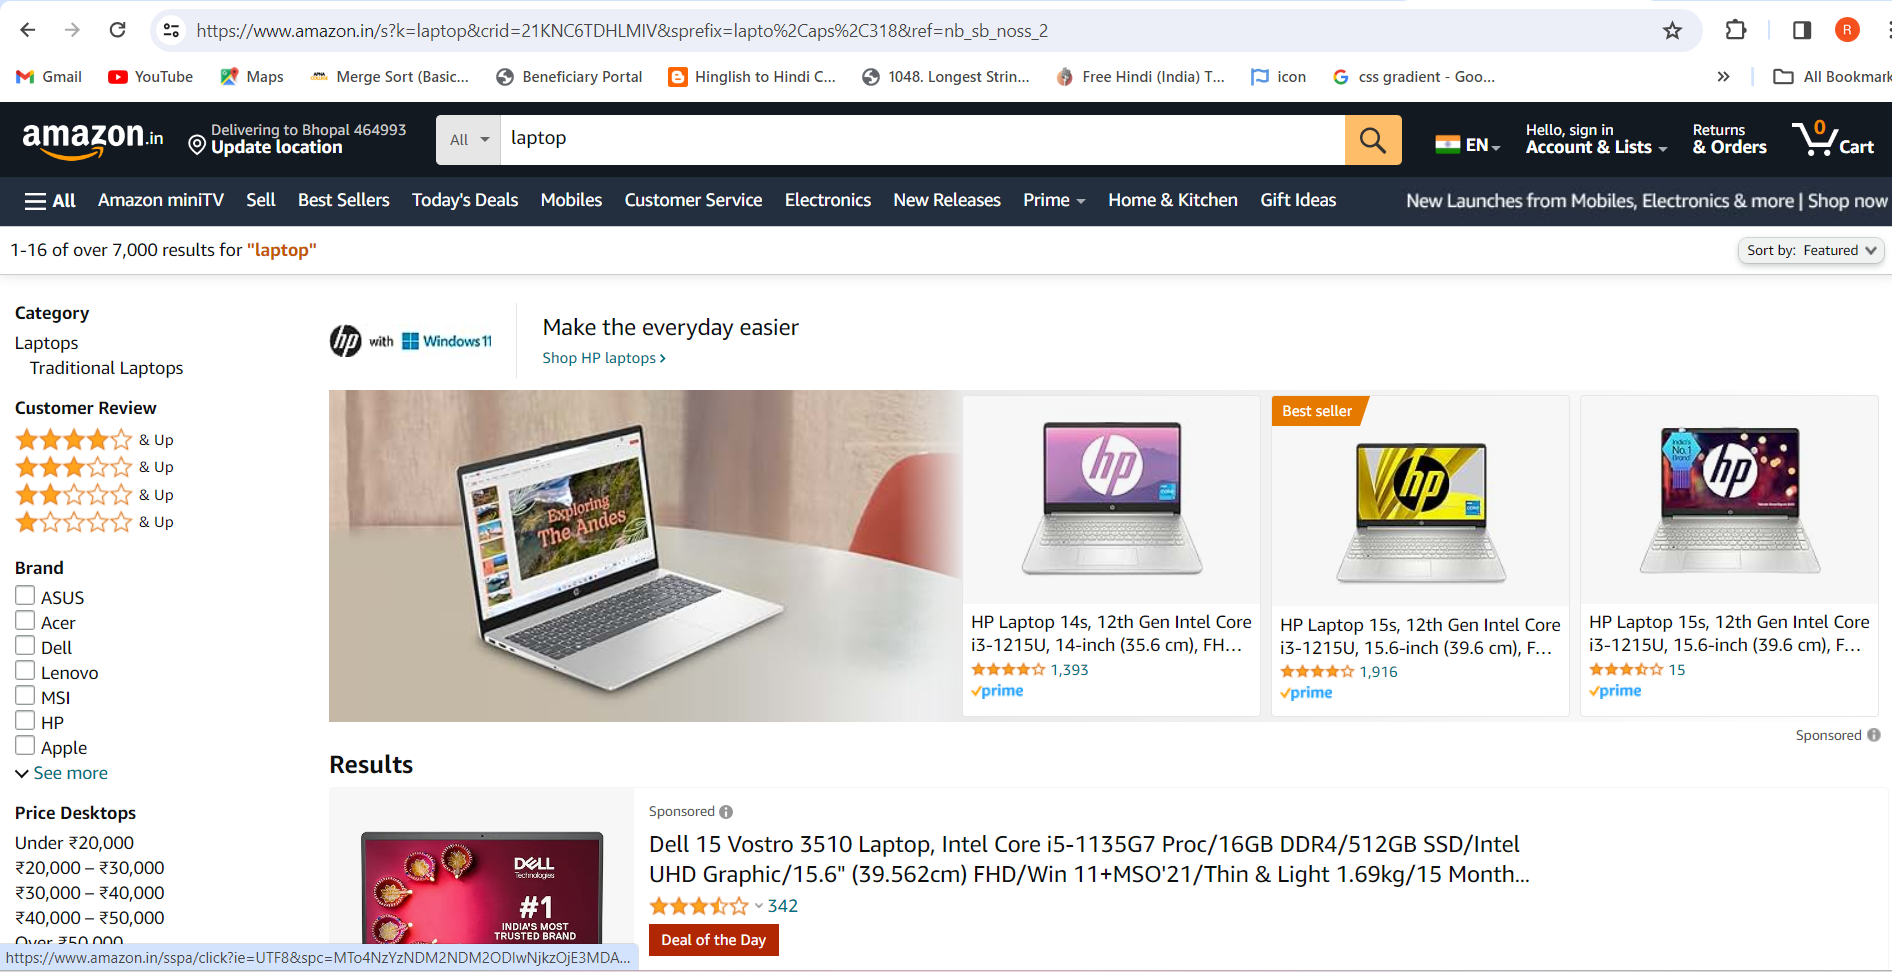 https://www.amazon.in/s?k=laptop&crid=21KNC6TDHLMIV&sprefix=lapto%2Caps%2C318&ref=nb_sb_noss_2
R
Gmail YouTube Maps Merge Sort (Basic... Beneficiary Portal Hinglish to Hindi C... 1048. Longest Strin... Free Hindi (India) T... icon css gradient - Goo... » All Bookmark
amazon.in
Delivering to Bhopal 464993
Update location
All laptop
EN
Hello, sign in
Account & Lists
Returns
& Orders
0
Cart
All Amazon miniTV Sell Best Sellers Today's Deals Mobiles Customer Service Electronics New Releases Prime Home & Kitchen Gift Ideas New Launches from Mobiles, Electronics & more | Shop now
1-16 of over 7,000 results for "laptop"
Sort by: Featured
Category
Laptops
Traditional Laptops
Customer Review
& Up
& Up
& Up
& Up
Brand
ASUS
Acer
Dell
Lenovo
MSI
HP
Apple
See more
Price Desktops
Under ₹20,000
₹20,000 – ₹30,000
₹30,000 – ₹40,000
₹40,000 – ₹50,000
Over ₹50,000
https://www.amazon.in/sspa/click?ie=UTF8&spc=MTo4NzYzNDM2NDM2ODIwNjkzOjE3MDA...
hp with Windows 11
Make the everyday easier
Shop HP laptops ›
Exploring
The Andes
hp
HP Laptop 14s, 12th Gen Intel Core
i3-1215U, 14-inch (35.6 cm), FH...
1,393
prime
Best seller
hp
HP Laptop 15s, 12th Gen Intel Core
i3-1215U, 15.6-inch (39.6 cm), F...
1,916
prime
India's
No.1
Brand
hp
HP Laptop 15s, 12th Gen Intel Core
i3-1215U, 15.6-inch (39.6 cm), F...
15
prime
Sponsored
Results
DELL
Technologies
#1
INDIA'S MOST
TRUSTED BRAND
Sponsored
Dell 15 Vostro 3510 Laptop, Intel Core i5-1135G7 Proc/16GB DDR4/512GB SSD/Intel
UHD Graphic/15.6" (39.562cm) FHD/Win 11+MSO'21/Thin & Light 1.69kg/15 Month...
342
Deal of the Day